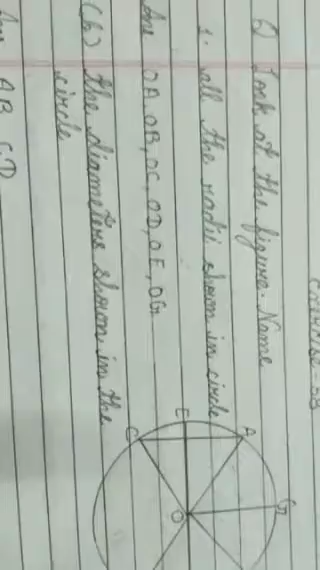 Exercise-
Q) Look at the figure. Name
1. all the radii shown in circle
Ans OA, OB, OC, OD, OE, OG
(b) The diameters shown in the
circle
Ans AB, CD
G
A
E
C
O